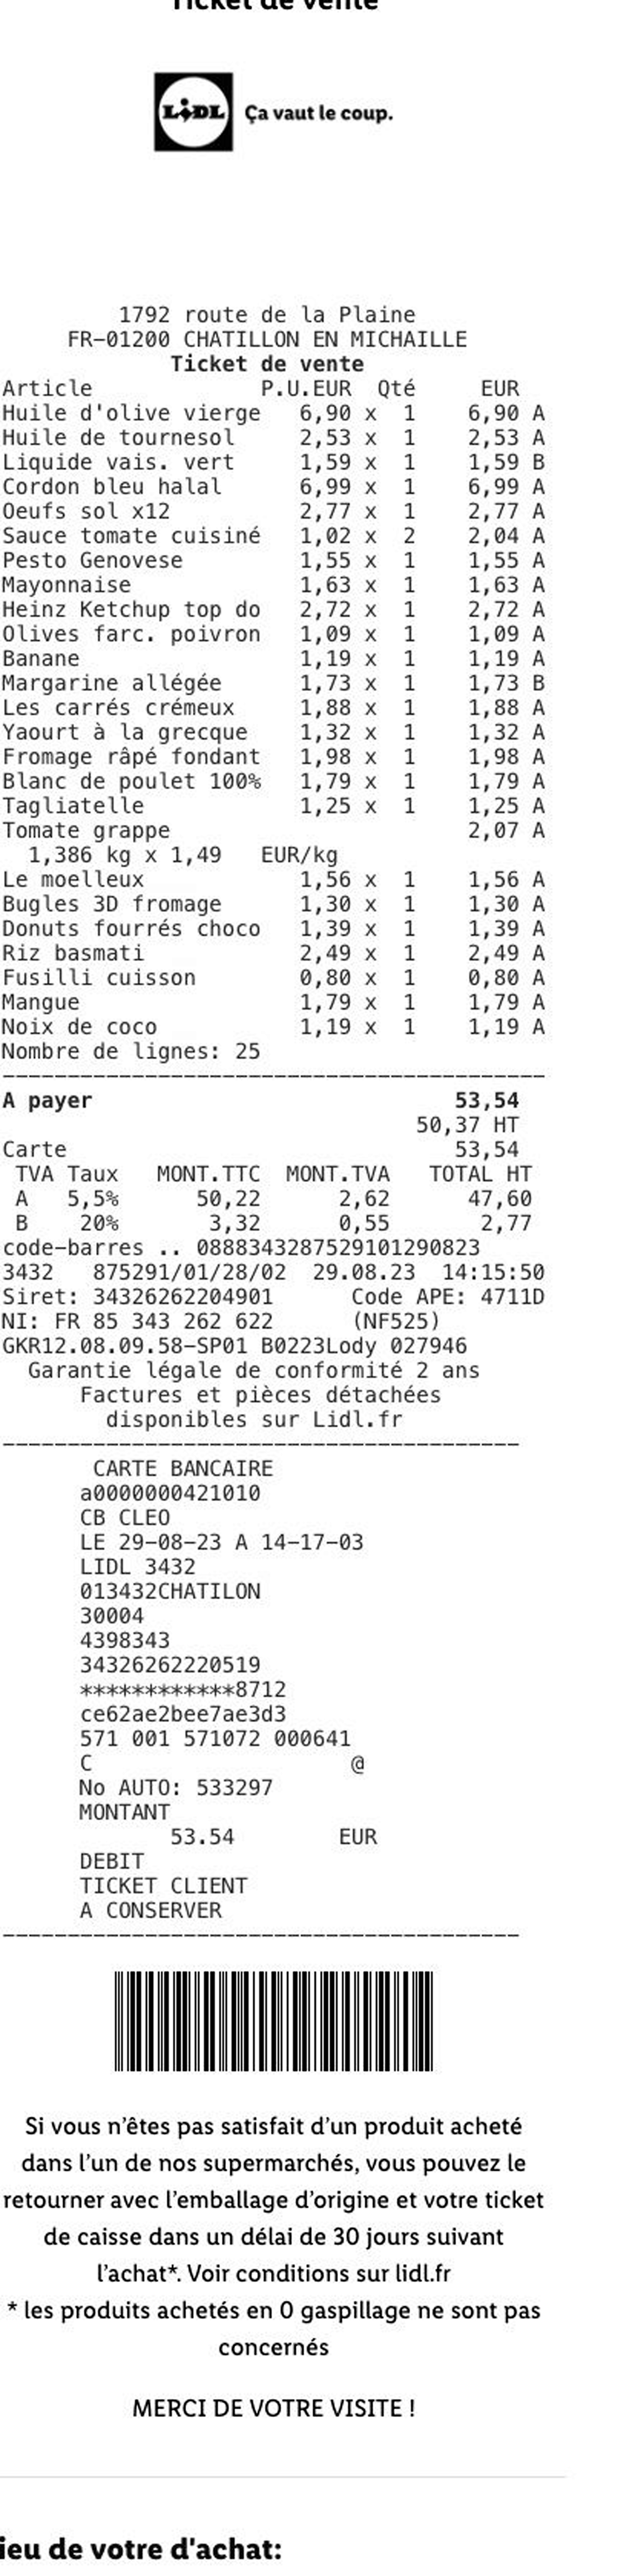 Ticket de vente
LIDL Ça vaut le coup.
1792 route de la Plaine
FR-01200 CHATILLON EN MICHAILLE
Ticket de vente
Article P.U.EUR Qté EUR
Huile d'olive vierge 6,90 x 1 6,90 A
Huile de tournesol 2,53 x 1 2,53 A
Liquide vais. vert 1,59 x 1 1,59 B
Cordon bleu halal 6,99 x 1 6,99 A
Oeufs sol x12 2,77 x 1 2,77 A
Sauce tomate cuisiné 1,02 x 2 2,04 A
Pesto Genovese 1,55 x 1 1,55 A
Mayonnaise 1,63 x 1 1,63 A
Heinz Ketchup top do 2,72 x 1 2,72 A
Olives farc. poivron 1,09 x 1 1,09 A
Banane 1,19 x 1 1,19 A
Margarine allégée 1,73 x 1 1,73 B
Les carrés crémeux 1,88 x 1 1,88 A
Yaourt à la grecque 1,32 x 1 1,32 A
Fromage râpé fondant 1,98 x 1 1,98 A
Blanc de poulet 100% 1,79 x 1 1,79 A
Tagliatelle 1,25 x 1 1,25 A
Tomate grappe 2,07 A
1,386 kg x 1,49 EUR/kg
Le moelleux 1,56 x 1 1,56 A
Bugles 3D fromage 1,30 x 1 1,30 A
Donuts fourrés choco 1,39 x 1 1,39 A
Riz basmati 2,49 x 1 2,49 A
Fusilli cuisson 0,80 x 1 0,80 A
Mangue 1,79 x 1 1,79 A
Noix de coco 1,19 x 1 1,19 A
Nombre de lignes: 25
A payer 53,54
50,37 HT
Carte 53,54
TVA Taux MONT.TTC MONT.TVA TOTAL HT
A 5,5% 50,22 2,62 47,60
B 20% 3,32 0,55 2,77
code-barres .. 0888343287529101290823
3432 875291/01/28/02 29.08.23 14:15:50
Siret: 34326262204901 Code APE: 4711D
NI: FR 85 343 262 622 (NF525)
GKR12.08.09.58-SP01 B0223Lody 027946
Garantie légale de conformité 2 ans
Factures et pièces détachées
disponibles sur Lidl.fr
CARTE BANCAIRE
a0000000421010
CB CLEO
LE 29-08-23 A 14-17-03
LIDL 3432
013432CHATILON
30004
4398343
34326262220519
************8712
ce62ae2bee7ae3d3
571 001 571072 000641
C @
No AUTO: 533297
MONTANT
53.54 EUR
DEBIT
TICKET CLIENT
A CONSERVER
Si vous n'êtes pas satisfait d'un produit acheté
dans l'un de nos supermarchés, vous pouvez le
retourner avec l'emballage d'origine et votre ticket
de caisse dans un délai de 30 jours suivant
l'achat*. Voir conditions sur lidl.fr
* les produits achetés en 0 gaspillage ne sont pas
concernés
MERCI DE VOTRE VISITE !
ieu de votre d'achat: